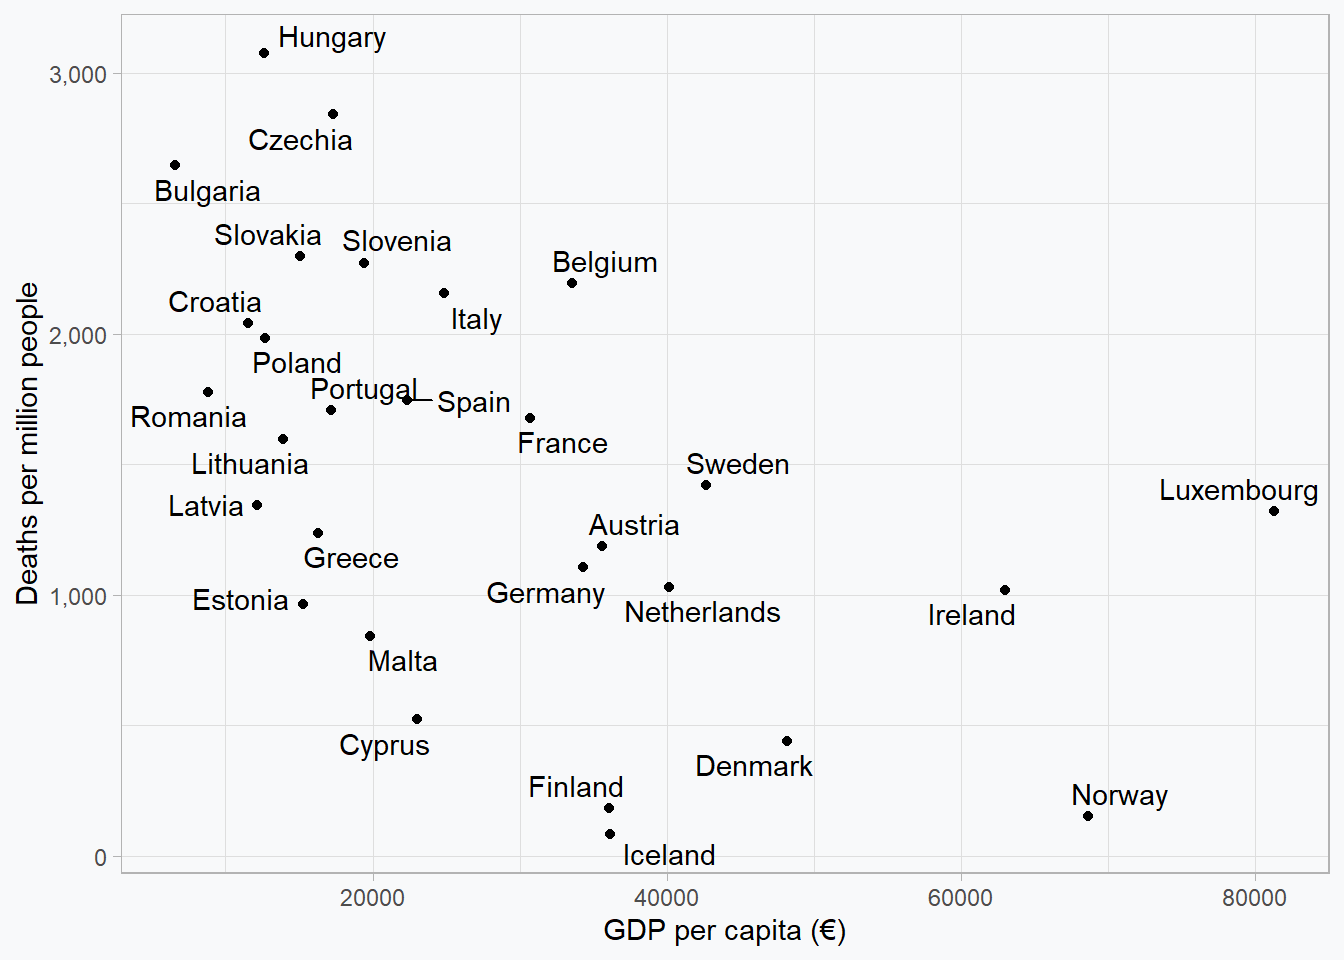 Hungary
3,000
Czechia
Bulgaria
Slovakia
Slovenia
Belgium
Croatia
Italy
2,000
Poland
Portugal
Spain
Romania
France
Lithuania
Sweden
Luxembourg
Latvia
Austria
Greece
Germany
Estonia
1,000
Netherlands
Ireland
Malta
Cyprus
Denmark
Finland
Norway
Iceland
0
Deaths per million people
20000 40000 60000 80000
GDP per capita (€)